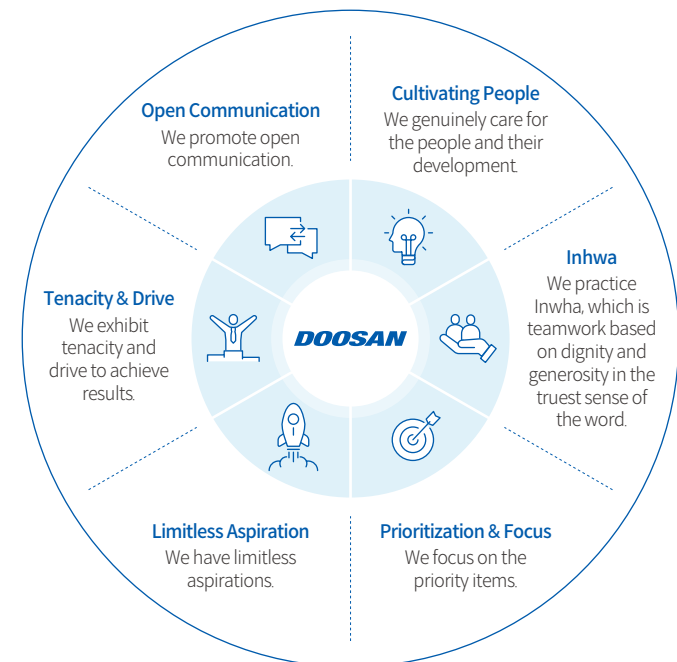 Open Communication
We promote open
communication.
Cultivating People
We genuinely care for
the people and their
development.
Tenacity & Drive
We exhibit
tenacity and
drive to achieve
results.
DOOSAN
Inhwa
We practice
Inwha, which is
teamwork based
on dignity and
generosity in the
truest sense of
the word.
Limitless Aspiration
We have limitless
aspirations.
Prioritization & Focus
We focus on the
priority items.